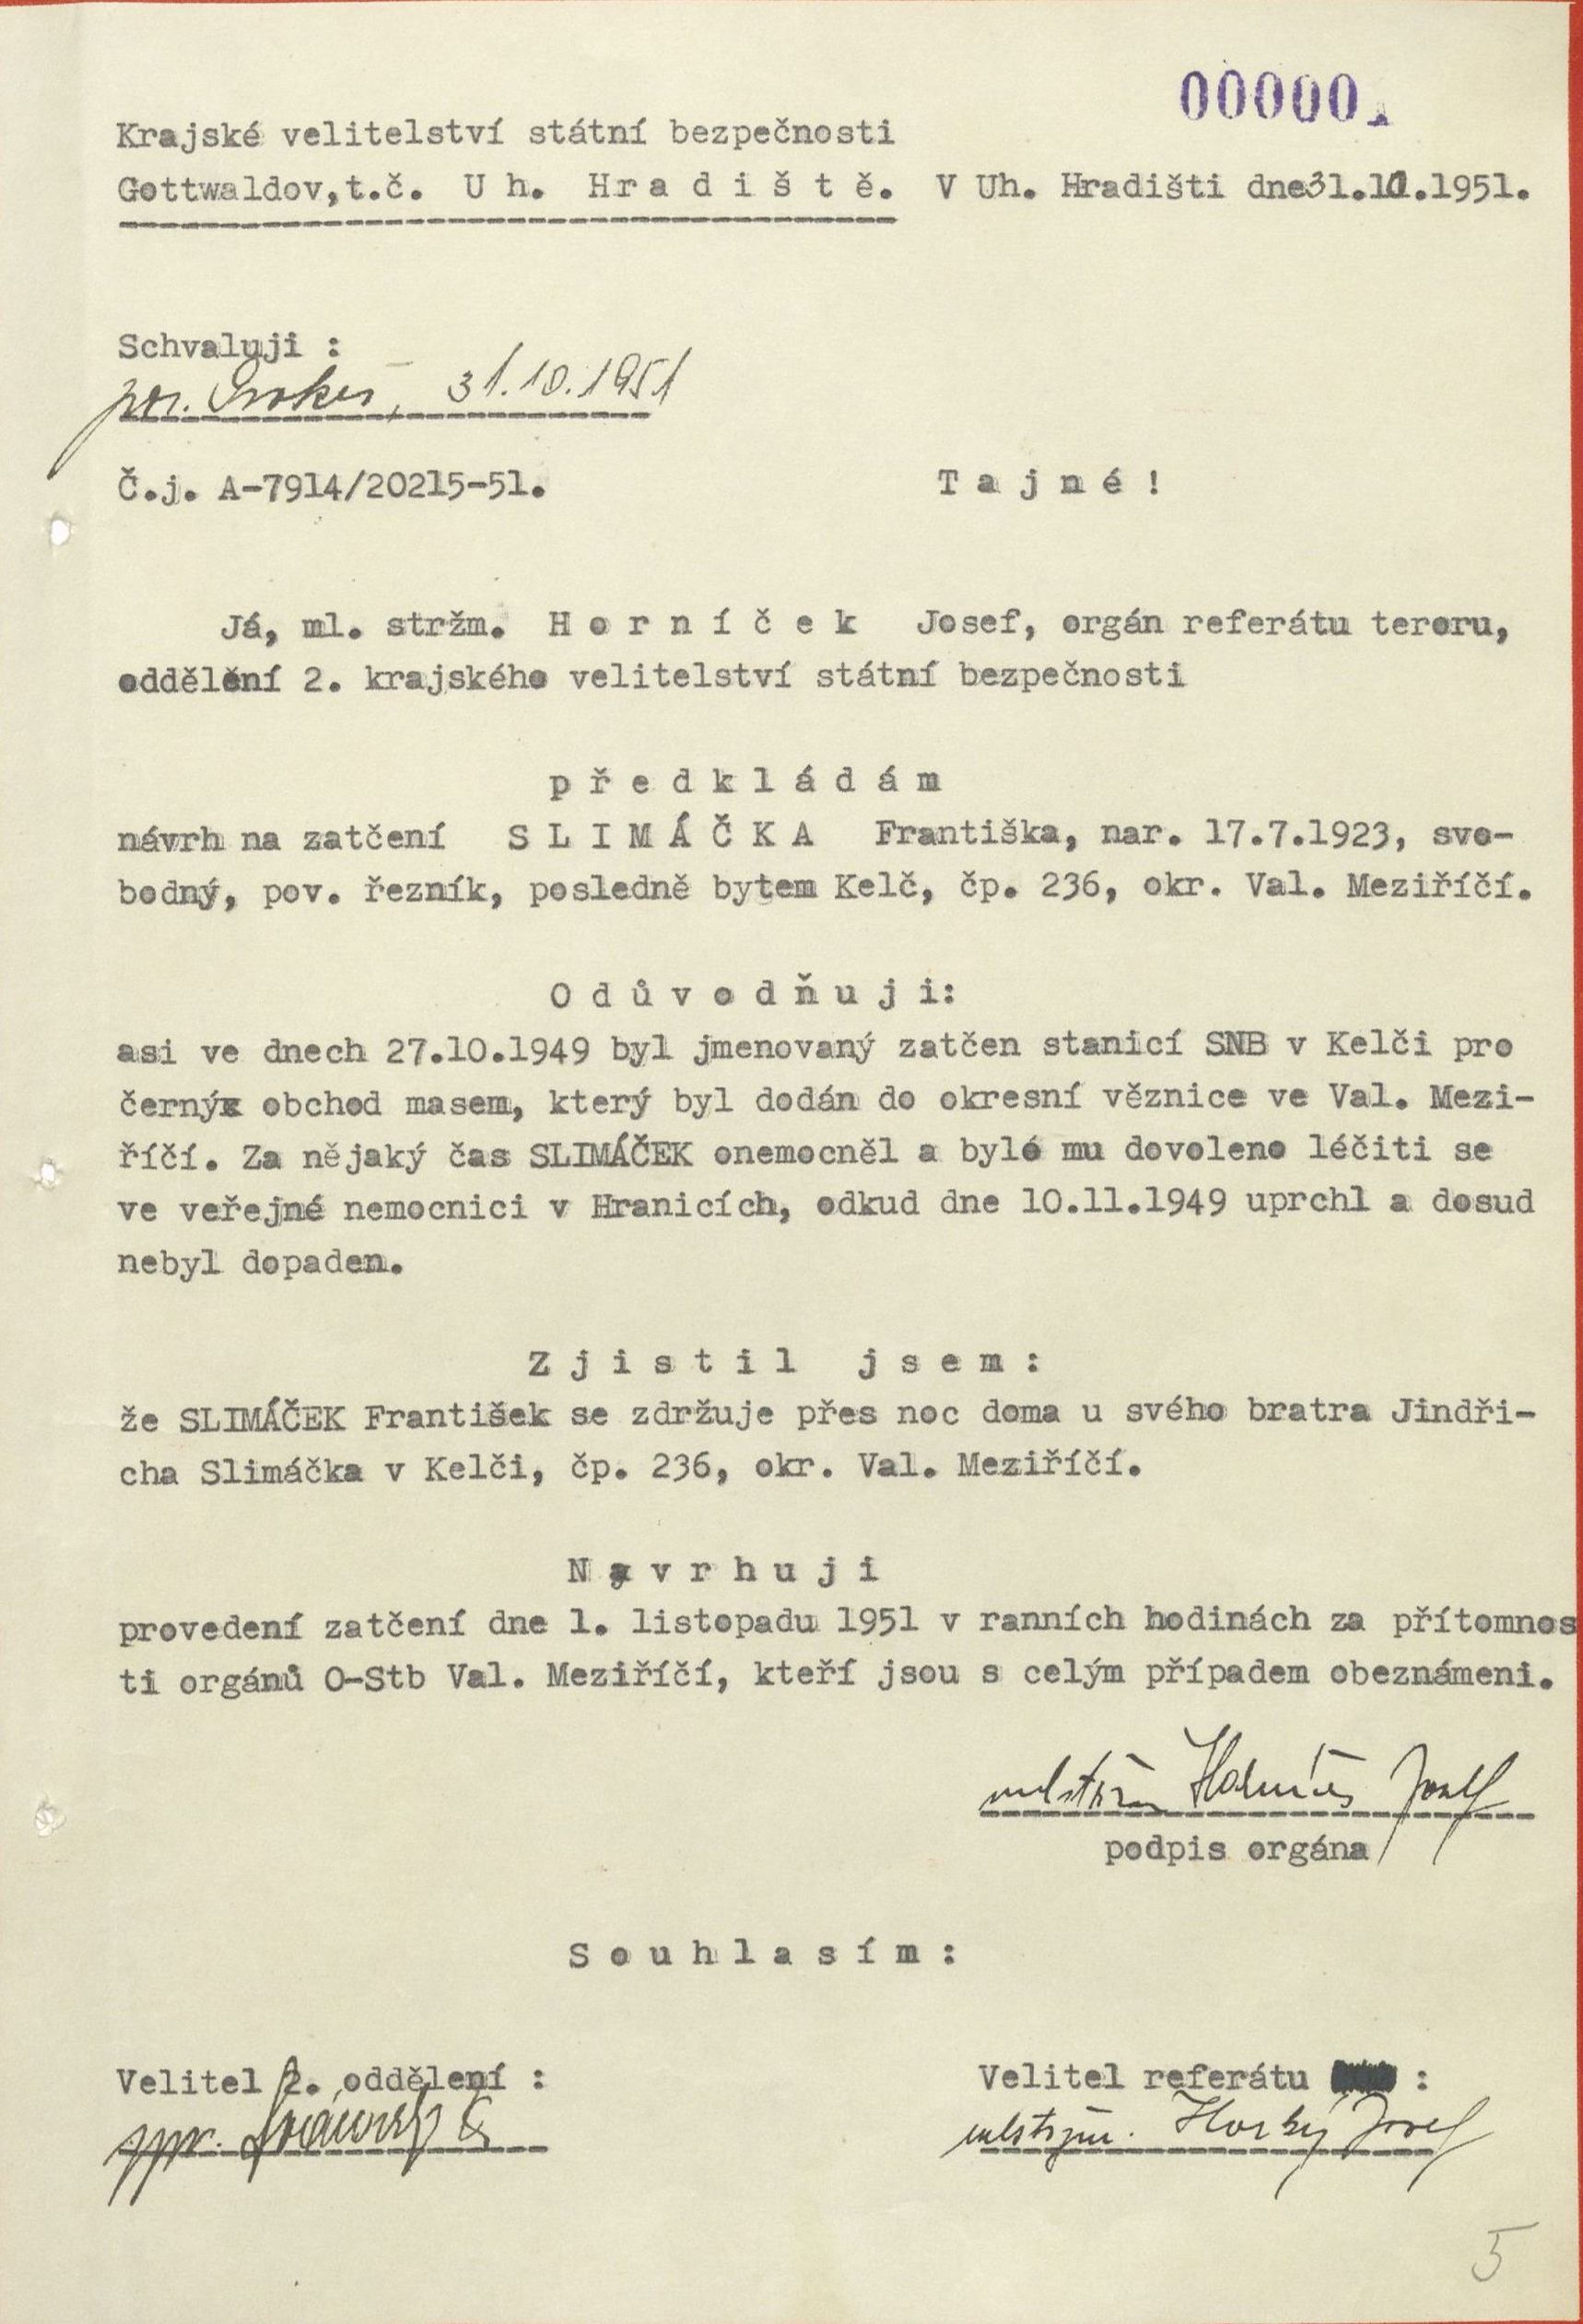 00000
Krajské velitelství státní bezpečnosti
Gottwaldov,t.č. U h. H r a d i š t ě. V Uh. Hradišti dne31.10.1951.
Schvaluji :
por. 31.10.1951
Č.j. A-7914/20215-51. T a j n é !
Já, ml. stržm. H o r n í č e k Josef, orgán referátu teroru,
oddělění 2. krajského velitelství státní bezpečnosti
p ř e d k l á d á m
návrh na zatčení S L I M Á Č K A Františka, nar. 17.7.1923, svo-
bodný, pov. řezník, posledně bytem Kelč, čp. 236, okr. Val. Meziříčí.
O d ů v o d ň u j i:
asi ve dnech 27.10.1949 byl jmenovaný zatčen stanicí SNB v Kelči pro
černý obchod masem, který byl dodán do okresní věznice ve Val. Mezi-
říčí. Za nějaký čas SLIMÁČEK onemocněl a bylo mu dovoleno léčiti se
ve veřejné nemocnici v Hranicích, odkud dne 10.11.1949 uprchl a dosud
nebyl dopaden.
Z j i s t i l j s e m :
že SLIMÁČEK František se zdržuje přes noc doma u svého bratra Jindři-
cha Slimáčka v Kelči, čp. 236, okr. Val. Meziříčí.
N a v r h u j i
provedení zatčení dne 1. listopadu 1951 v ranních hodinách za přítomnos
ti orgánů O-Stb Val. Meziříčí, kteří jsou s celým případem obeznámeni.
Josef
podpis orgána
S o u h l a s í m :
Velitel 2. oddělení : Velitel referátu :
ppr. mlstržm. Horký Josef
5